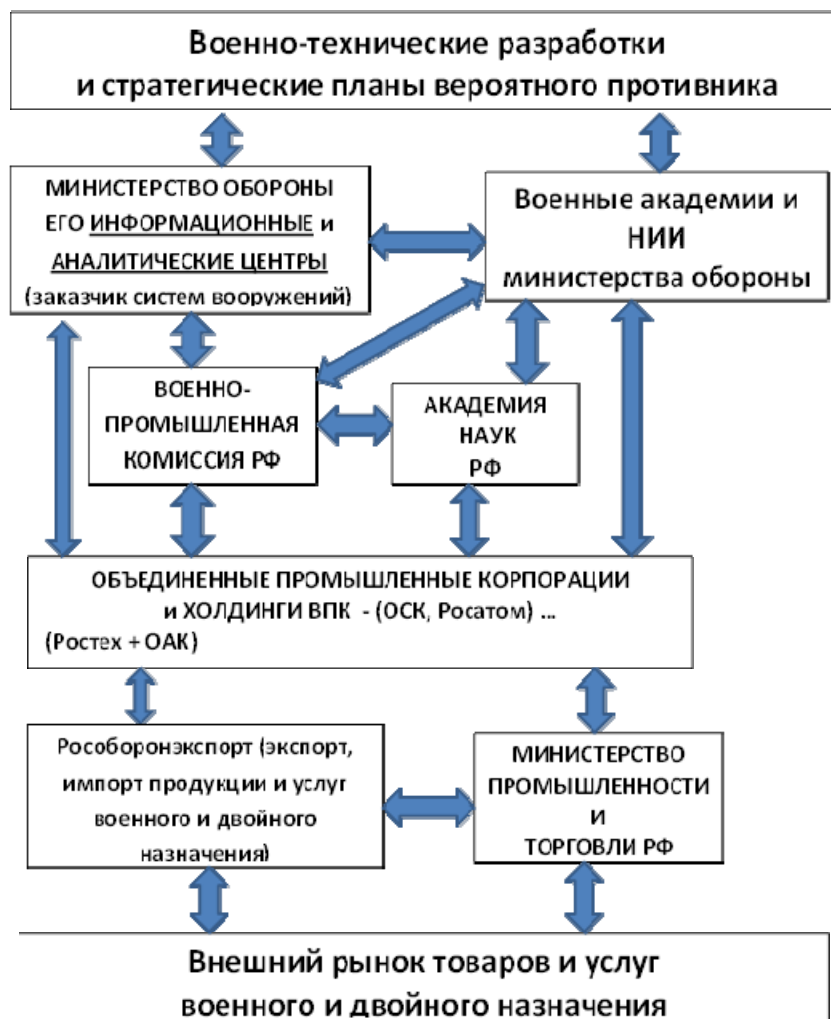 Военно-технические разработки
и стратегические планы вероятного противника
МИНИСТЕРСТВО ОБОРОНЫ
ЕГО ИНФОРМАЦИОННЫЕ и
АНАЛИТИЧЕСКИЕ ЦЕНТРЫ
(заказчик систем вооружений)
Военные академии и
НИИ
министерства обороны
ВОЕННО-
ПРОМЫШЛЕННАЯ
КОМИССИЯ РФ
АКАДЕМИЯ
НАУК
РФ
ОБЪЕДИНЕННЫЕ ПРОМЫШЛЕННЫЕ КОРПОРАЦИИ
и ХОЛДИНГИ ВПК - (ОСК, Росатом) ...
(Ростех + ОАК)
Рособоронэкспорт (экспорт,
импорт продукции и услуг
военного и двойного
назначения)
МИНИСТЕРСТВО
ПРОМЫШЛЕННОСТИ
И
ТОРГОВЛИ РФ
Внешний рынок товаров и услуг
военного и двойного назначения